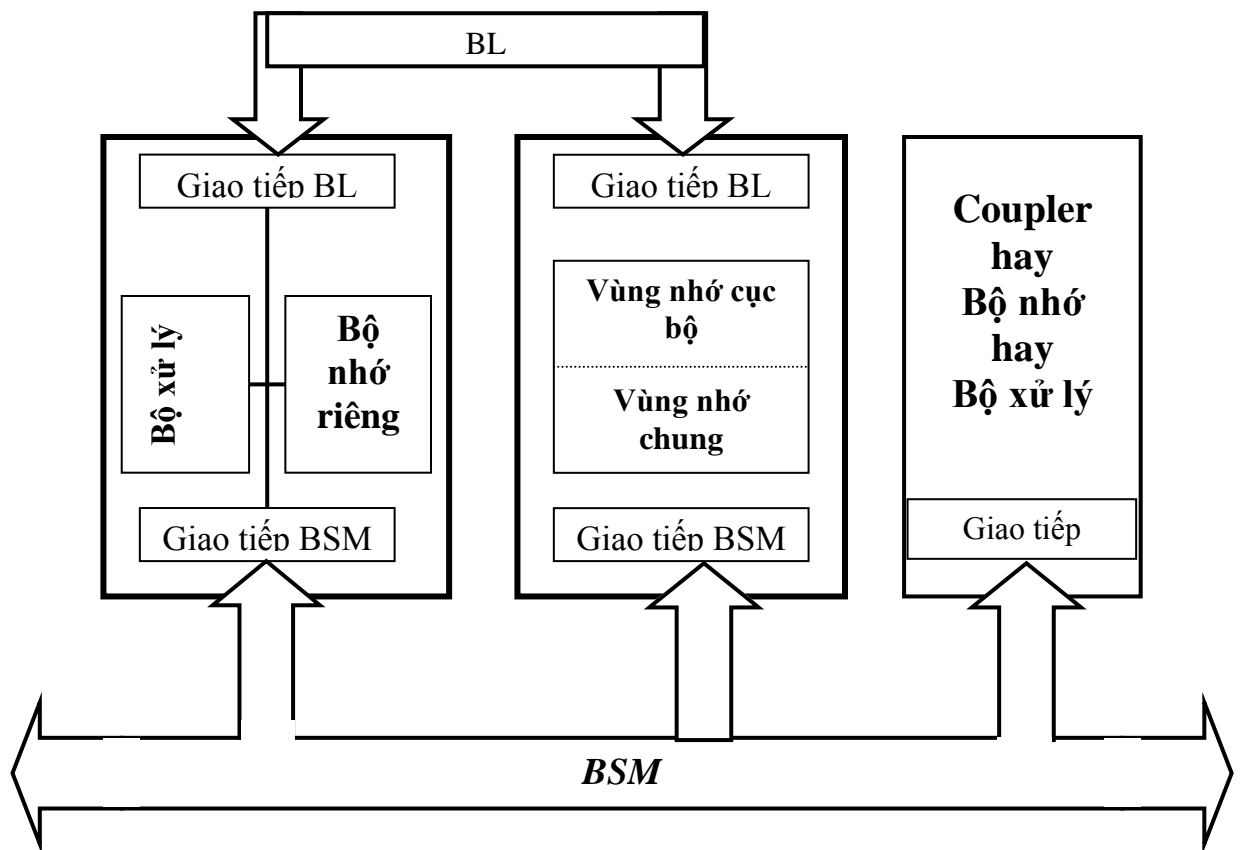 BL
Giao tiếp BL
Bộ xử lý
Bộ
nhớ
riêng
Giao tiếp BSM
Giao tiếp BL
Vùng nhớ cục
bộ
Vùng nhớ
chung
Giao tiếp BSM
Coupler
hay
Bộ nhớ
hay
Bộ xử lý
Giao tiếp
BSM